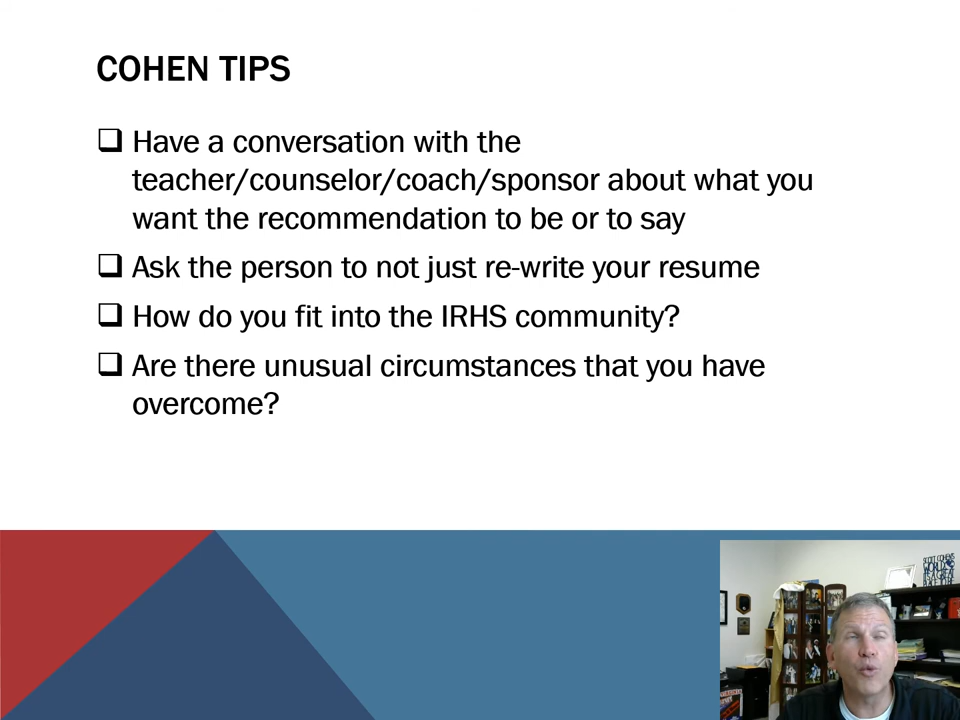 COHEN TIPS
❑ Have a conversation with the
teacher/counselor/coach/sponsor about what you
want the recommendation to be or to say
❑ Ask the person to not just re-write your resume
❑ How do you fit into the IRHS community?
❑ Are there unusual circumstances that you have
overcome?